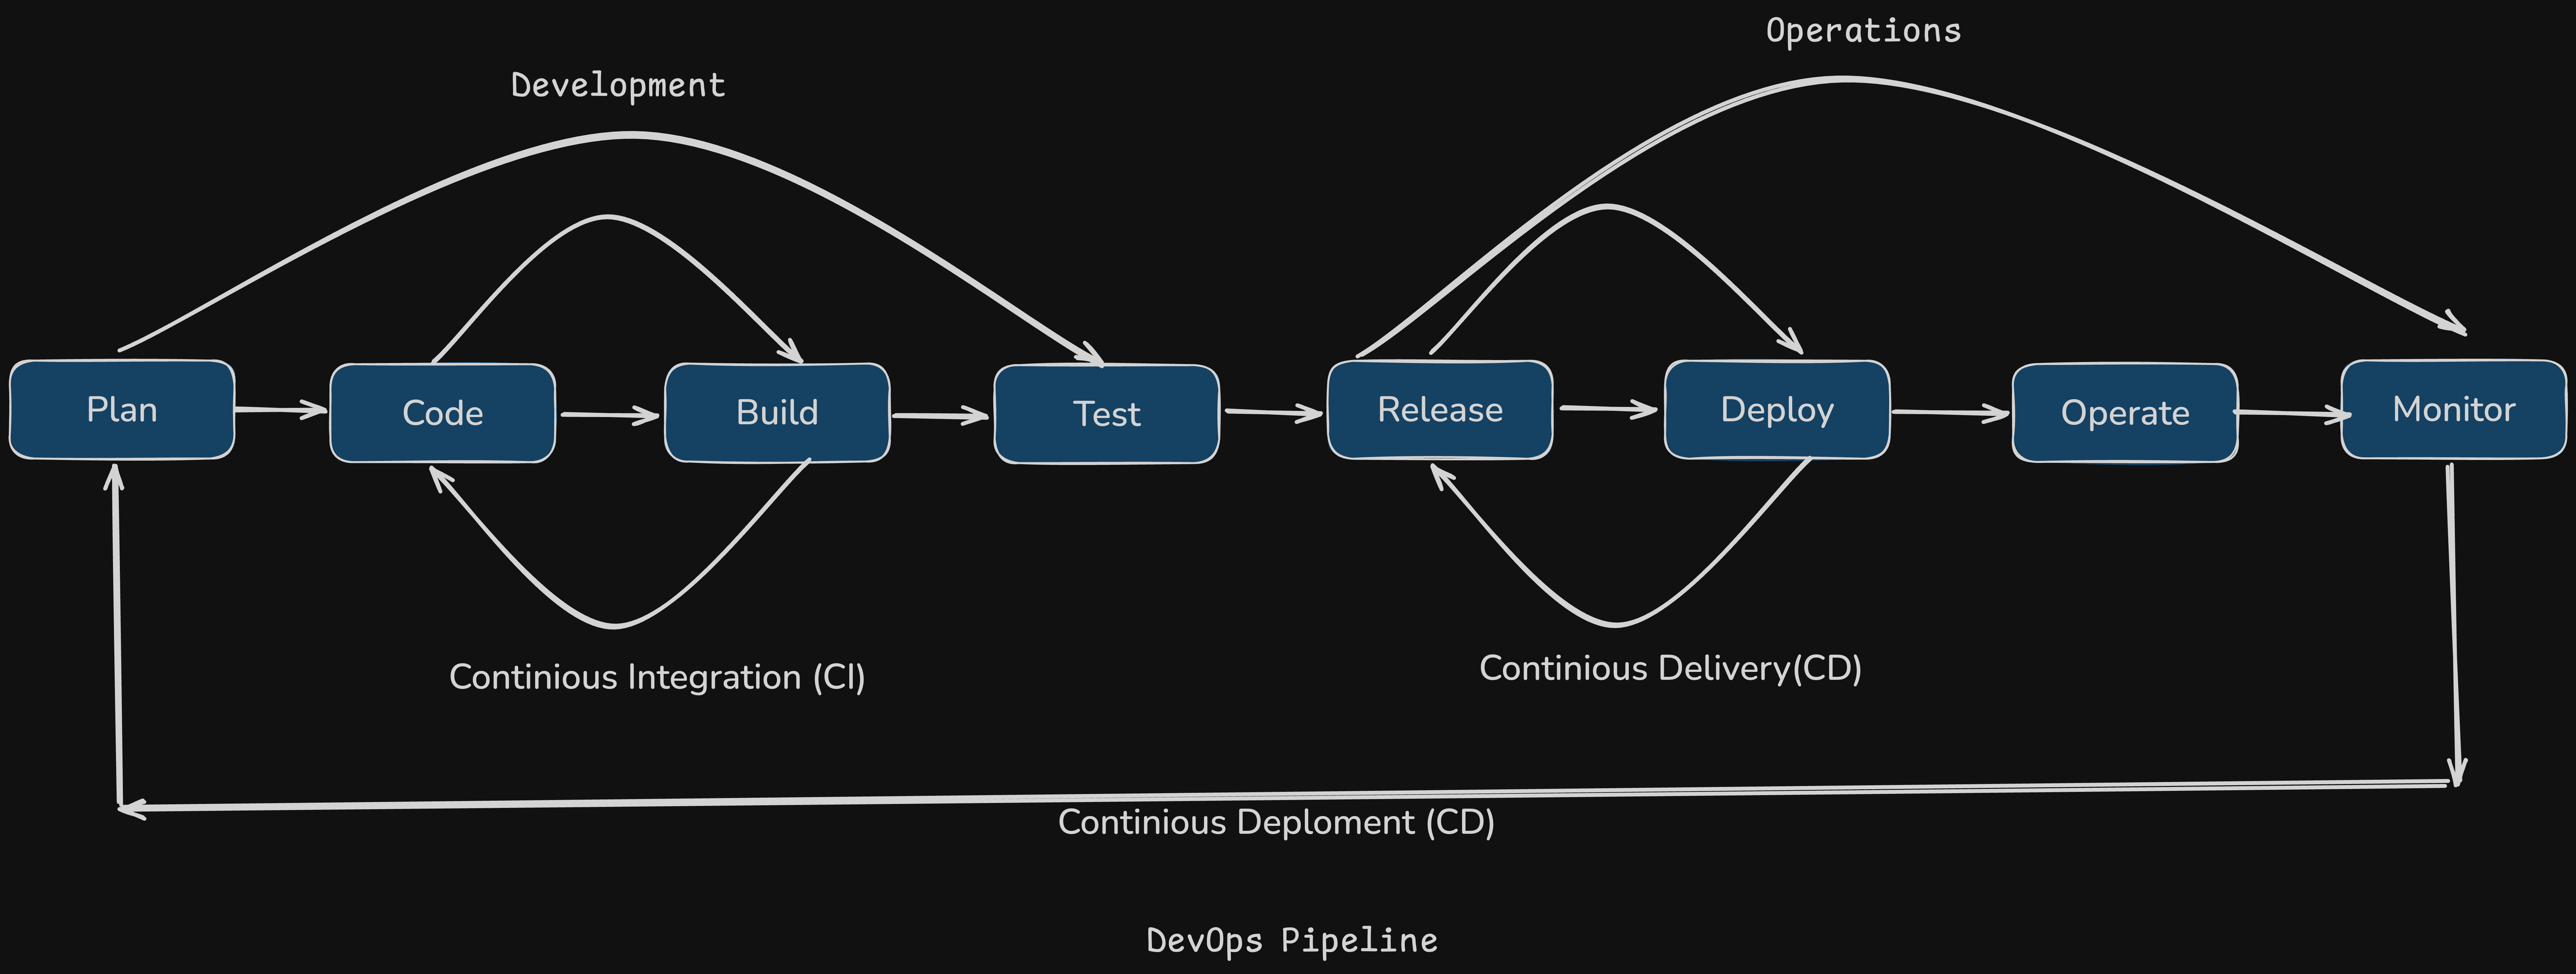 Operations
Development
Plan
Code
Build
Test
Release
Deploy
Operate
Monitor
Continious Integration (CI)
Continious Delivery(CD)
Continious Deploment (CD)
DevOps Pipeline